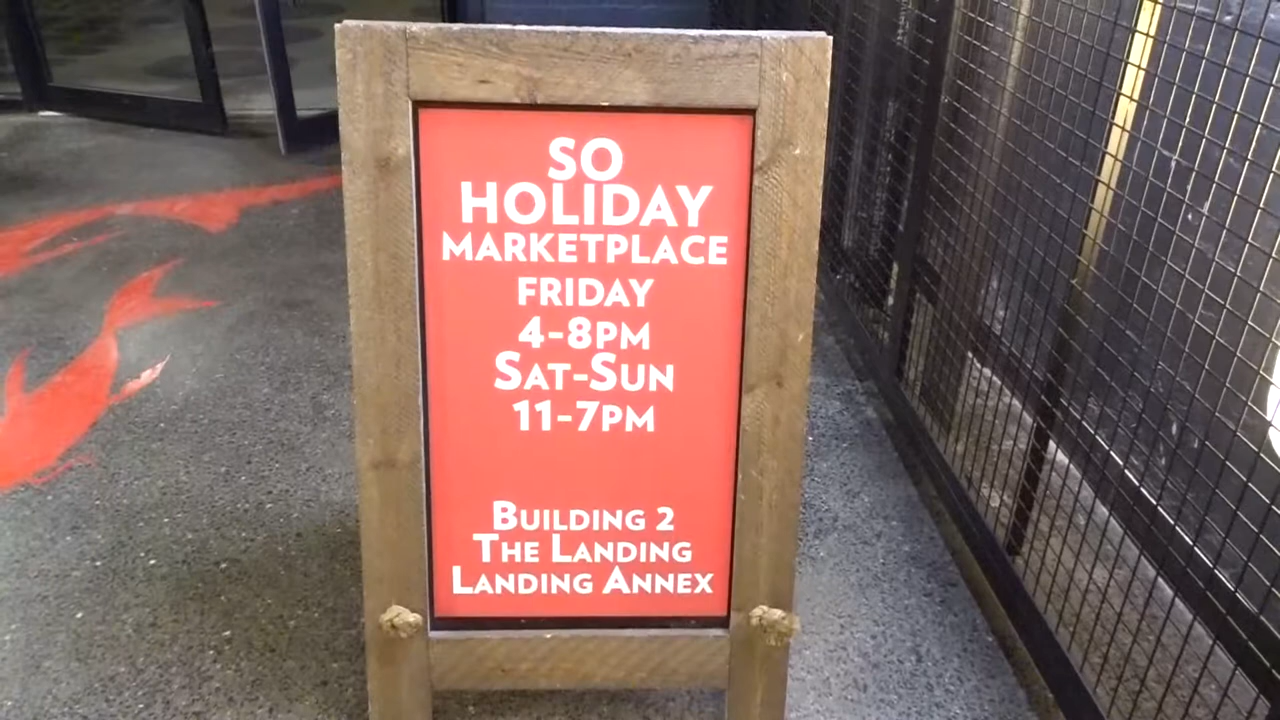 SO
HOLIDAY
MARKETPLACE
FRIDAY
4-8PM
SAT-SUN
11-7PM
BUILDING 2
THE LANDING
LANDING ANNEX